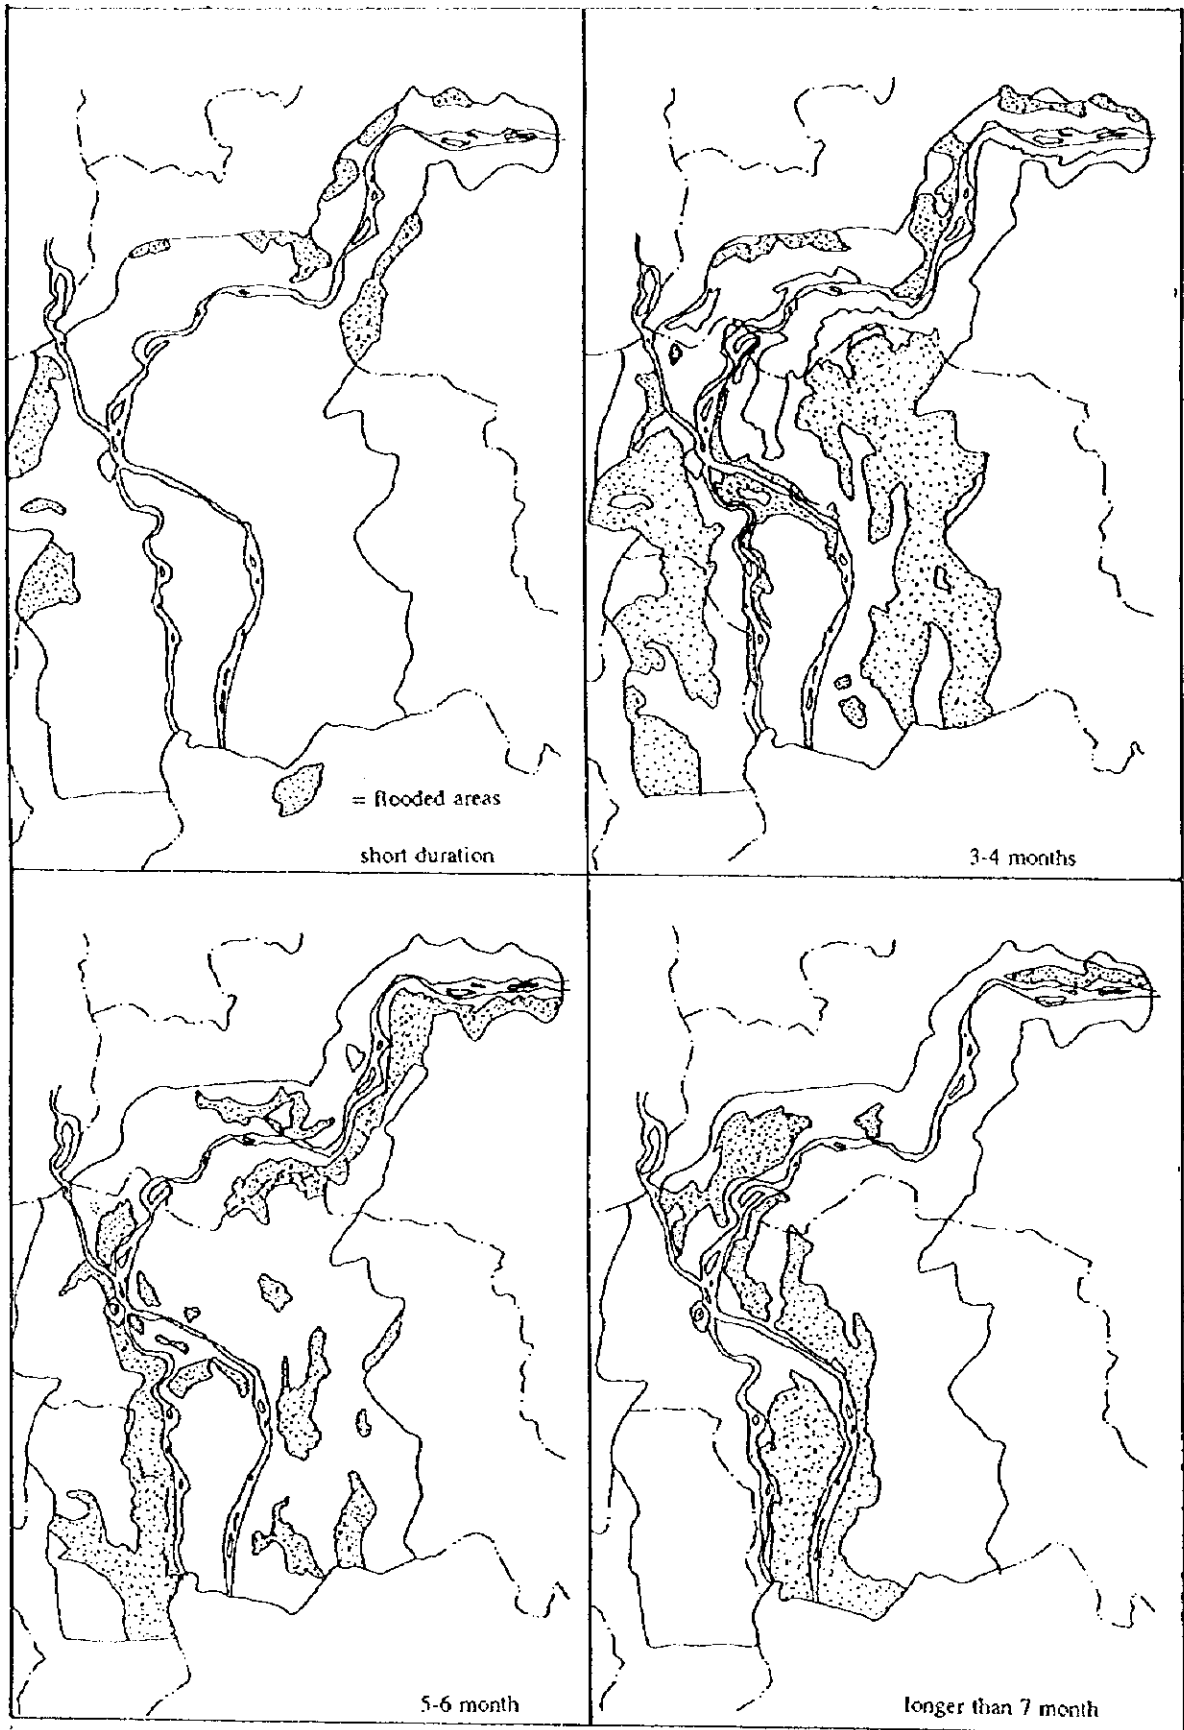 = flooded areas
short duration
3-4 months
5-6 month
longer than 7 month